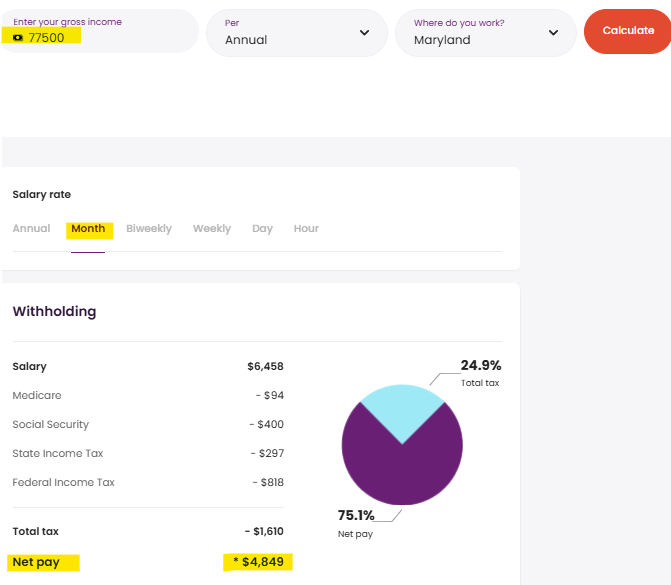 Enter your gross income
77500
Per
Annual
Where do you work?
Maryland
Calculate
Salary rate
Annual Month Biweekly Weekly Day Hour
Withholding
Salary $6,458
Medicare - $94
Social Security - $400
State Income Tax - $297
Federal Income Tax - $818
Total tax - $1,610
Net pay * $4,849
24.9%
Total tax
75.1%
Net pay